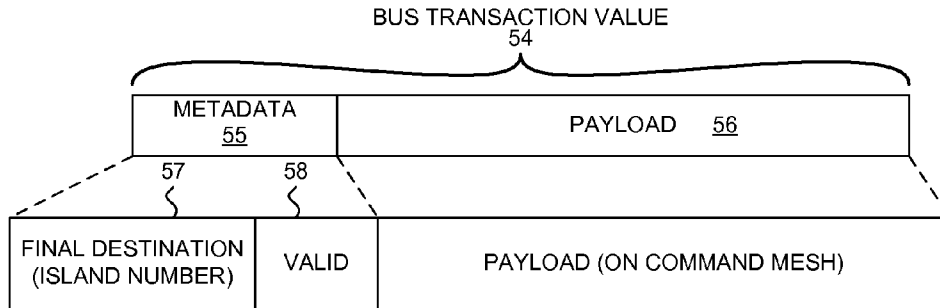 BUS TRANSACTION VALUE
54
METADATA
55
PAYLOAD 56
57 58
FINAL DESTINATION
(ISLAND NUMBER)
VALID
PAYLOAD (ON COMMAND MESH)